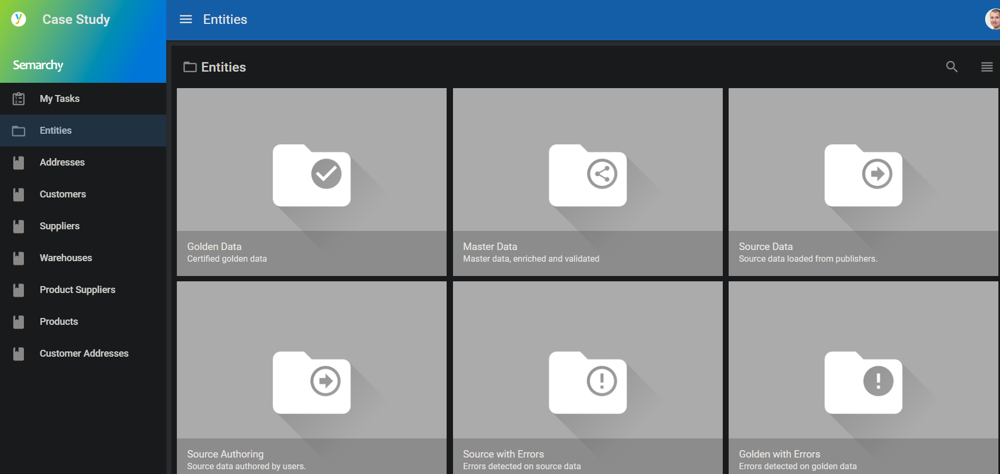 Case Study
Semarchy
My Tasks
Entities
Addresses
Customers
Suppliers
Warehouses
Product Suppliers
Products
Customer Addresses
Entities
Entities
Golden Data
Certified golden data
Master Data
Master data, enriched and validated
Source Data
Source data loaded from publishers.
Source Authoring
Source data authored by users.
Source with Errors
Errors detected on source data
Golden with Errors
Errors detected on golden data